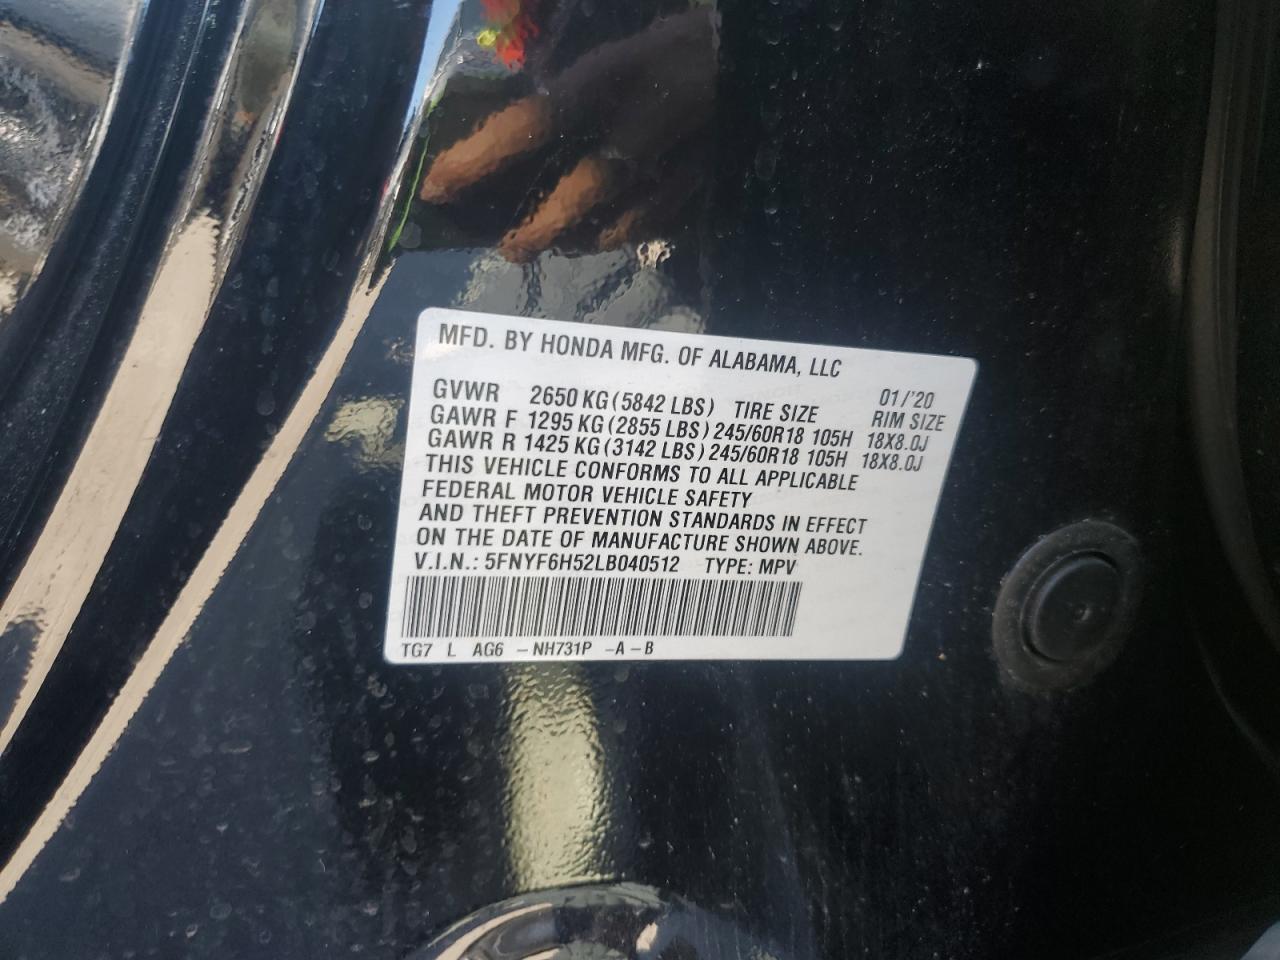 MFD. BY HONDA MFG. OF ALABAMA, LLC
01/'20
GVWR 2650 KG (5842 LBS) TIRE SIZE RIM SIZE
GAWR F 1295 KG (2855 LBS) 245/60R18 105H 18X8.0J
GAWR R 1425 KG (3142 LBS) 245/60R18 105H 18X8.0J
THIS VEHICLE CONFORMS TO ALL APPLICABLE
FEDERAL MOTOR VEHICLE SAFETY
AND THEFT PREVENTION STANDARDS IN EFFECT
ON THE DATE OF MANUFACTURE SHOWN ABOVE.
V.I.N.: 5FNYF6H52LB040512 TYPE: MPV
TG7 L AG6 -NH731P -A-B